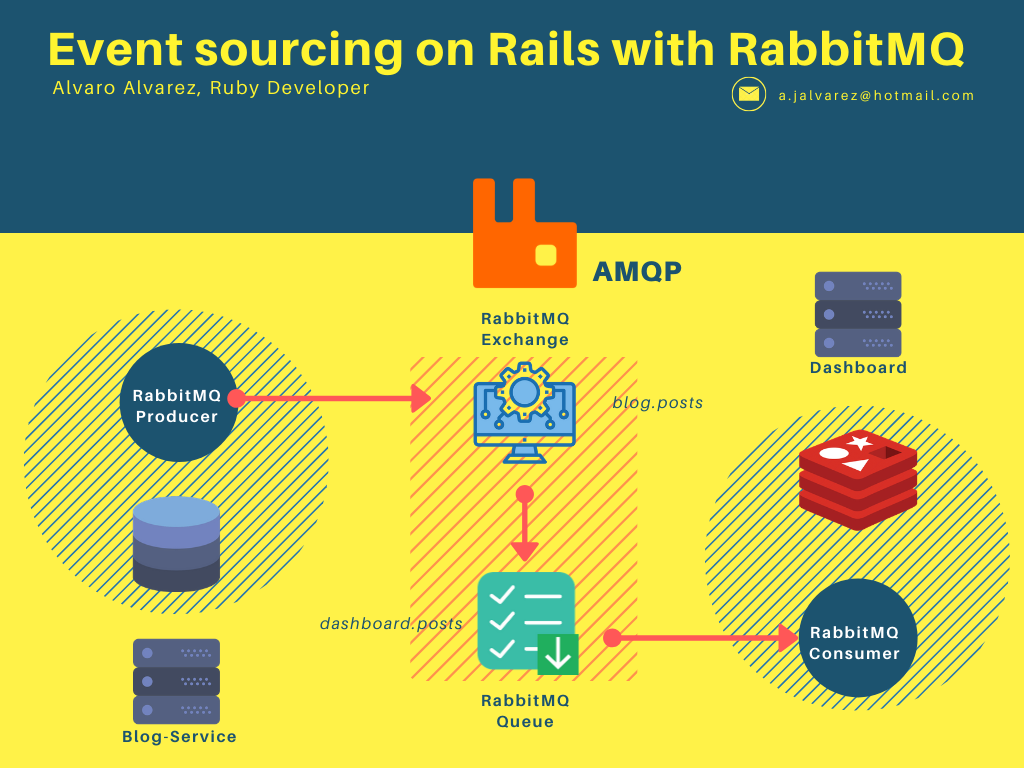 Event sourcing on Rails with RabbitMQ
Alvaro Alvarez, Ruby Developer
a.jalvarez@hotmail.com
AMQP
RabbitMQ
Exchange
Dashboard
RabbitMQ
Producer
blog.posts
dashboard.posts
RabbitMQ
Consumer
RabbitMQ
Queue
Blog-Service